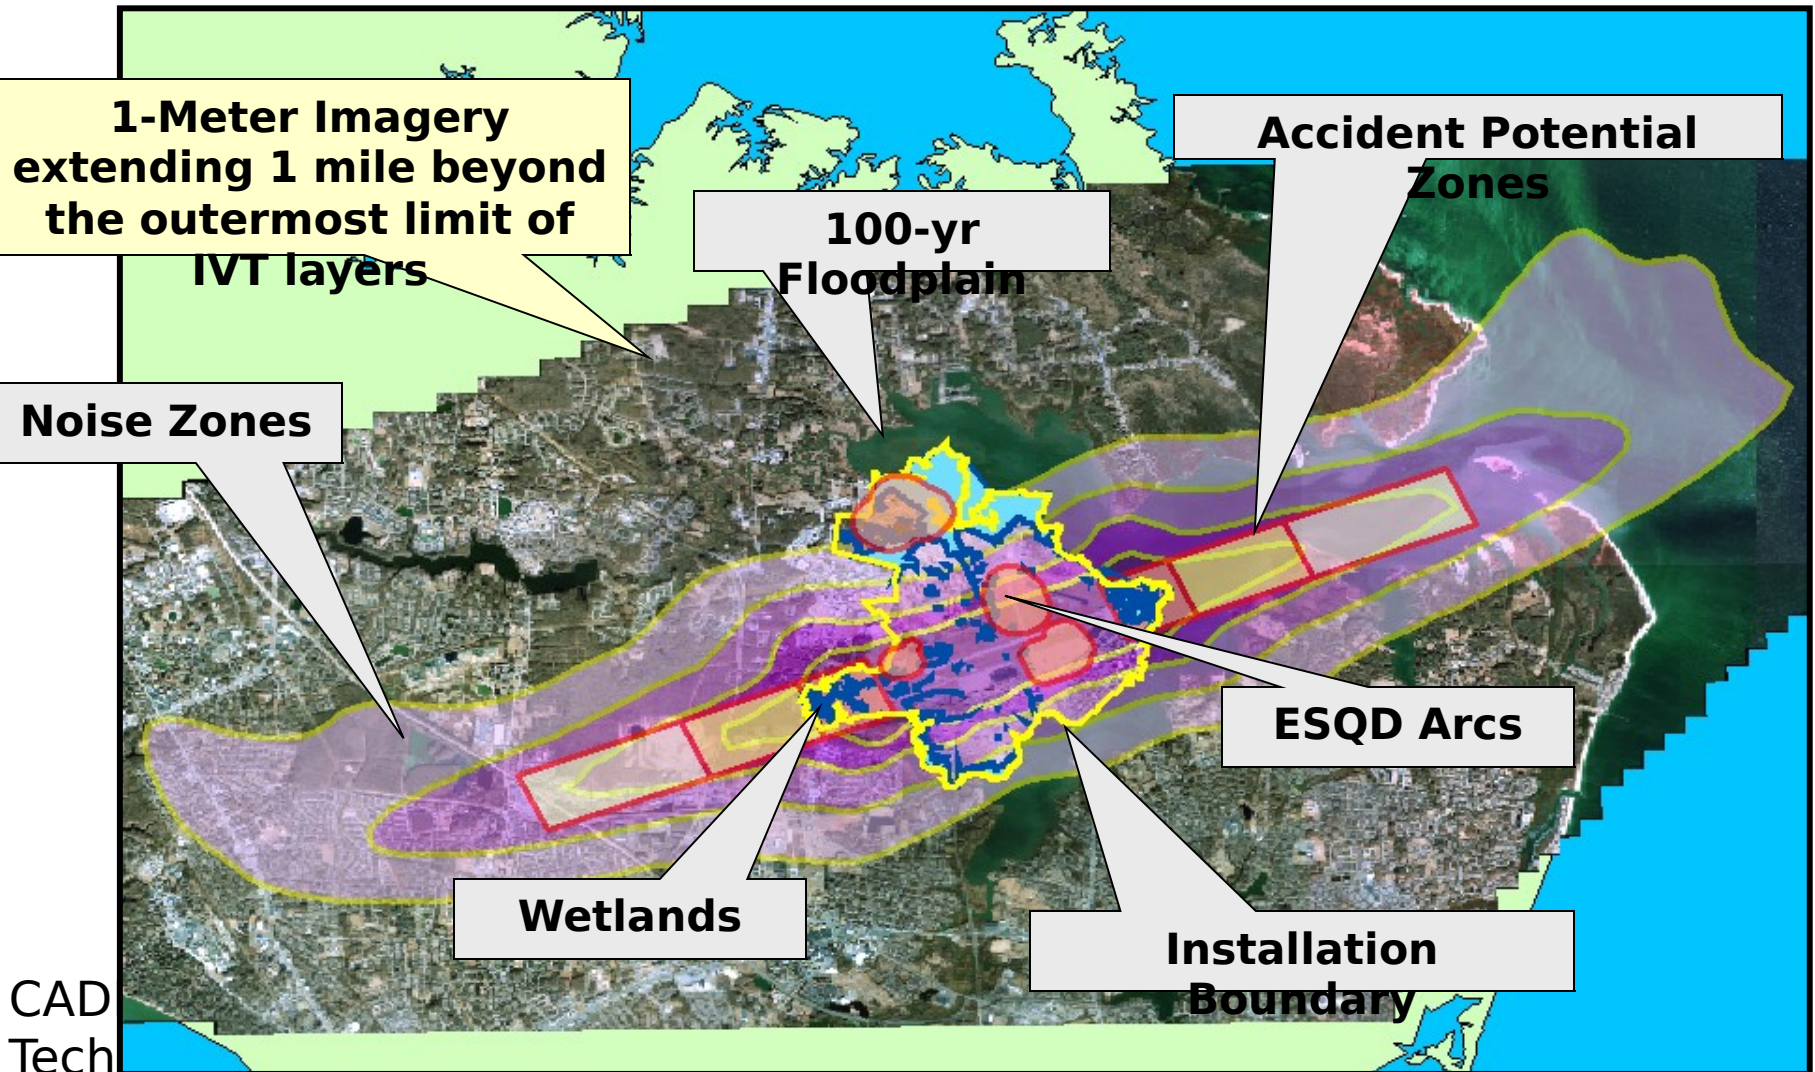 1-Meter Imagery
extending 1 mile beyond
the outermost limit of
IVT layers
Accident Potential
Zones
100-yr
Floodplain
Noise Zones
ESQD Arcs
Wetlands
Installation
Boundary
CAD
Tech